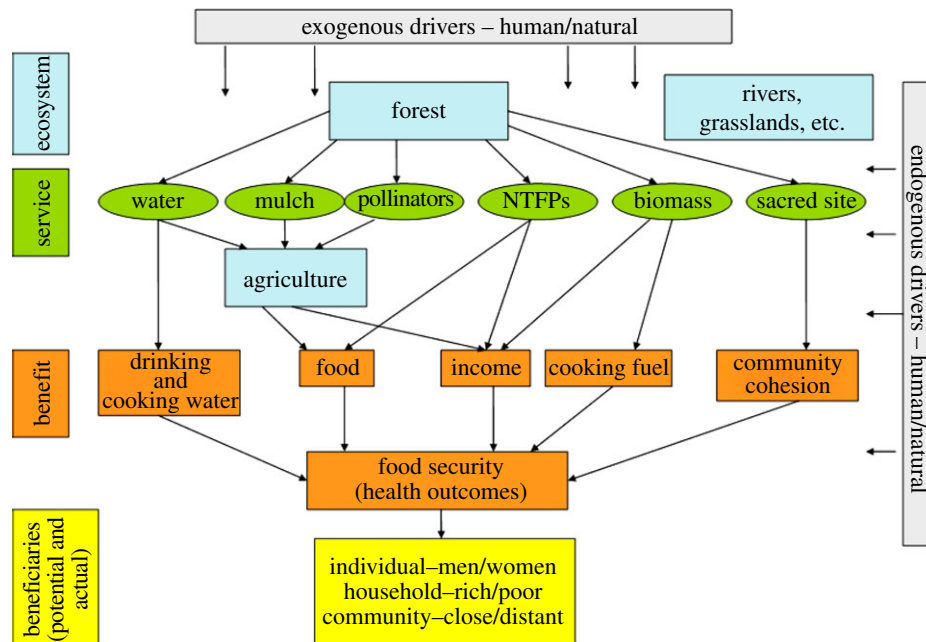 exogenous drivers – human/natural
ecosystem
forest
rivers,
grasslands, etc.
endogenous drivers – human/natural
service
water
mulch
pollinators
NTFPs
biomass
sacred site
agriculture
benefit
drinking
and
cooking water
food
income
cooking fuel
community
cohesion
food security
(health outcomes)
beneficiaries
(potential and
actual)
individual–men/women
household–rich/poor
community–close/distant